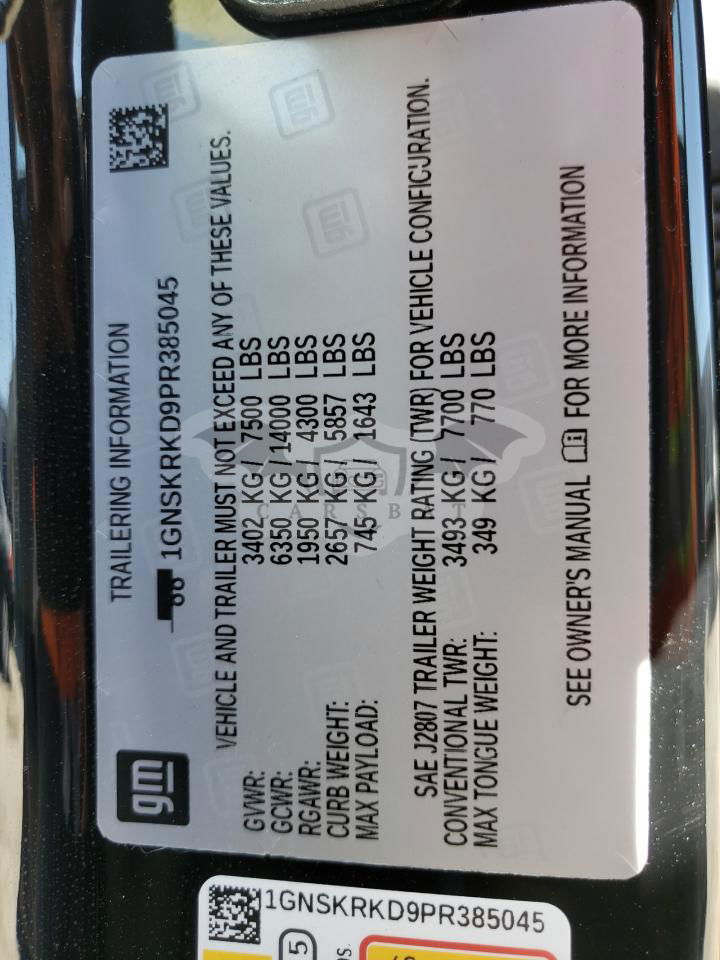 gm
TRAILERING INFORMATION
1GNSKRKD9PR385045
VEHICLE AND TRAILER MUST NOT EXCEED ANY OF THESE VALUES.
GVWR: 3402 KG / 7500 LBS
GCWR: 6350 KG / 14000 LBS
RGAWR: 1950 KG / 4300 LBS
CURB WEIGHT: 2657 KG / 5857 LBS
MAX PAYLOAD: 745 KG / 1643 LBS
SAE J2807 TRAILER WEIGHT RATING (TWR) FOR VEHICLE CONFIGURATION.
CONVENTIONAL TWR: 3493 KG / 7700 LBS
MAX TONGUE WEIGHT: 349 KG / 770 LBS
SEE OWNER'S MANUAL FOR MORE INFORMATION
CARSBAT
1GNSKRKD9PR385045
5